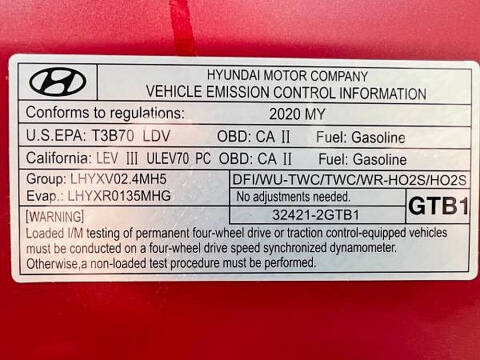 HYUNDAI MOTOR COMPANY
VEHICLE EMISSION CONTROL INFORMATION
Conforms to regulations: 2020 MY
U.S.EPA: T3B70 LDV OBD: CA II Fuel: Gasoline
California: LEV III ULEV70 PC OBD: CA II Fuel: Gasoline
Group: LHYXV02.4MH5 DFI/WU-TWC/TWC/WR-HO2S/HO2S
Evap.: LHYXR0135MHG No adjustments needed. GTB1
[WARNING] 32421-2GTB1
Loaded I/M testing of permanent four-wheel drive or traction control-equipped vehicles
must be conducted on a four-wheel drive speed synchronized dynamometer.
Otherwise,a non-loaded test procedure must be performed.